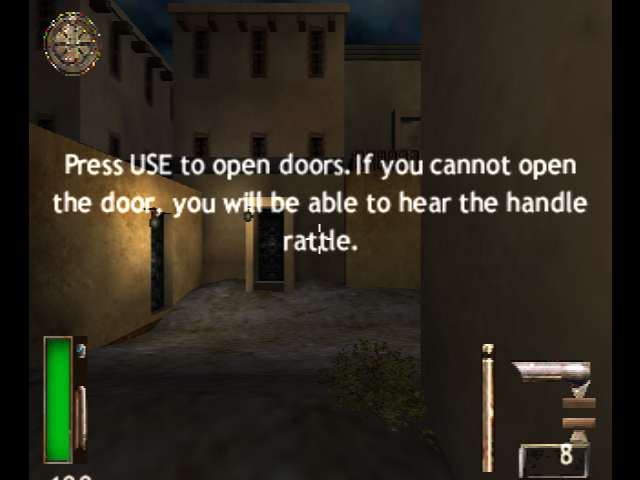 Press USE to open doors. If you cannot open
the door, you will be able to hear the handle
rattle.
8